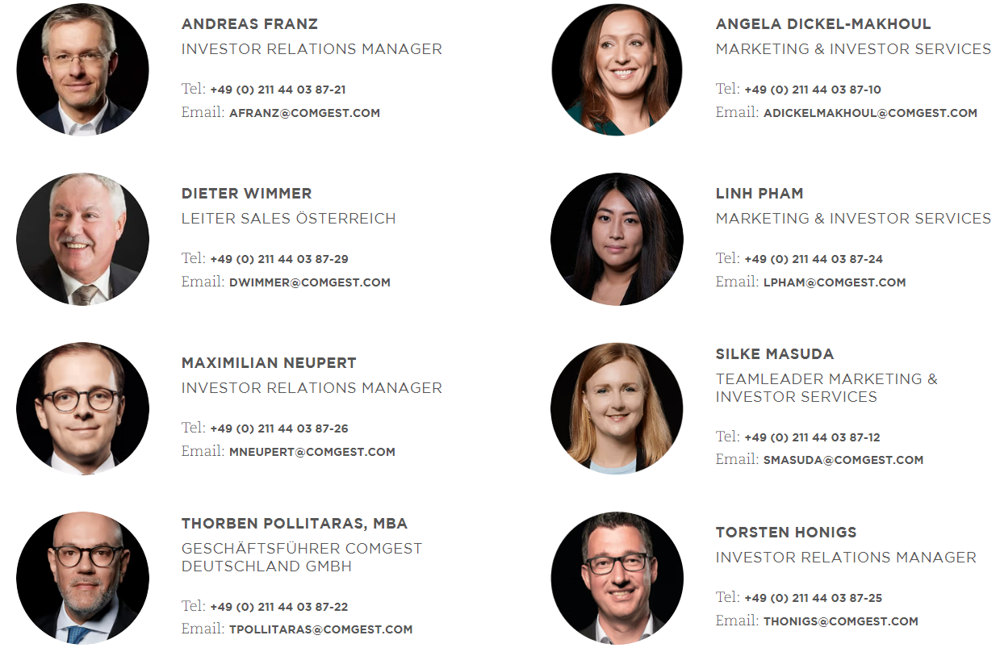 ANDREAS FRANZ
INVESTOR RELATIONS MANAGER
Tel: +49 (0) 211 44 03 87-21
Email: AFRANZ@COMGEST.COM
ANGELA DICKEL-MAKHOUL
MARKETING & INVESTOR SERVICES
Tel: +49 (0) 211 44 03 87-10
Email: ADICKELMAKHOUL@COMGEST.COM
DIETER WIMMER
LEITER SALES ÖSTERREICH
Tel: +49 (0) 211 44 03 87-29
Email: DWIMMER@COMGEST.COM
LINH PHAM
MARKETING & INVESTOR SERVICES
Tel: +49 (0) 211 44 03 87-24
Email: LPHAM@COMGEST.COM
MAXIMILIAN NEUPERT
INVESTOR RELATIONS MANAGER
Tel: +49 (0) 211 44 03 87-26
Email: MNEUPERT@COMGEST.COM
SILKE MASUDA
TEAMLEADER MARKETING &
INVESTOR SERVICES
Tel: +49 (0) 211 44 03 87-12
Email: SMASUDA@COMGEST.COM
THORBEN POLLITARAS, MBA
GESCHÄFTSFÜHRER COMGEST
DEUTSCHLAND GMBH
Tel: +49 (0) 211 44 03 87-22
Email: TPOLLITARAS@COMGEST.COM
TORSTEN HONIGS
INVESTOR RELATIONS MANAGER
Tel: +49 (0) 211 44 03 87-25
Email: THONIGS@COMGEST.COM